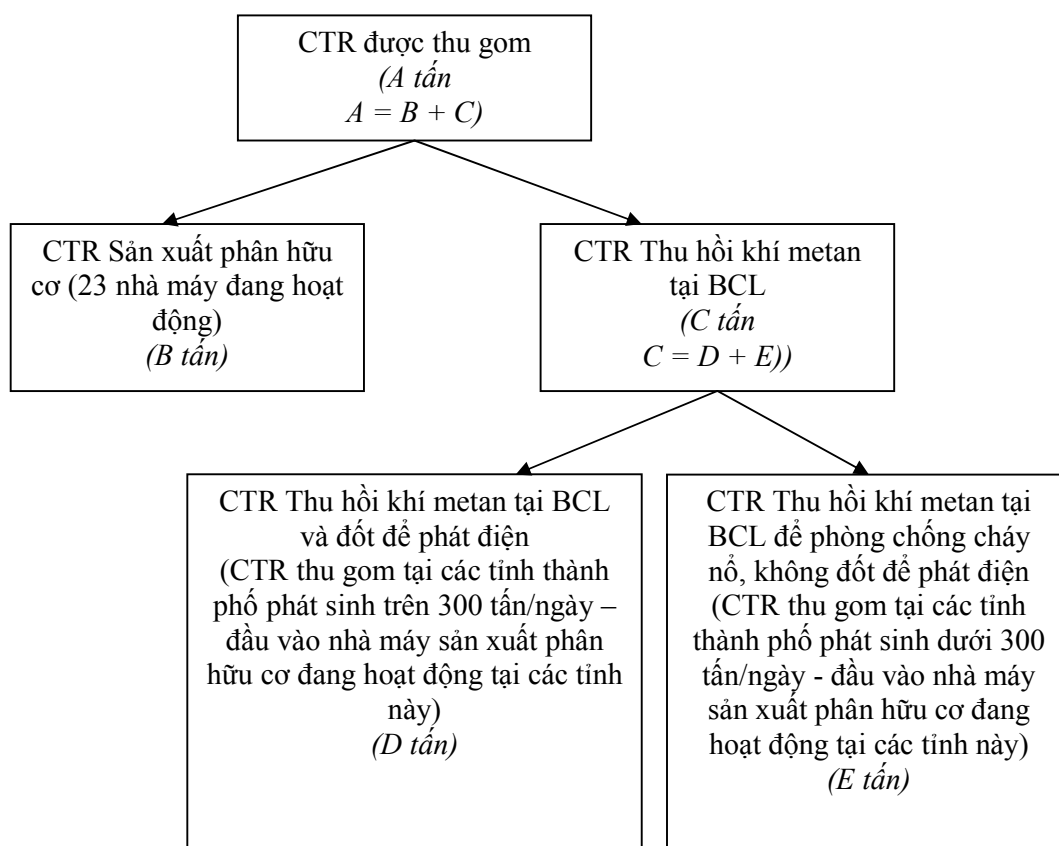 CTR được thu gom
(A tấn
A = B + C)
CTR Sản xuất phân hữu
cơ (23 nhà máy đang hoạt
động)
(B tấn)
CTR Thu hồi khí metan
tại BCL
(C tấn
C = D + E))
CTR Thu hồi khí metan tại BCL
và đốt để phát điện
(CTR thu gom tại các tỉnh thành
phố phát sinh trên 300 tấn/ngày –
đầu vào nhà máy sản xuất phân
hữu cơ đang hoạt động tại các tỉnh
này)
(D tấn)
CTR Thu hồi khí metan tại
BCL để phòng chống cháy
nổ, không đốt để phát điện
(CTR thu gom tại các tỉnh
thành phố phát sinh dưới 300
tấn/ngày - đầu vào nhà máy
sản xuất phân hữu cơ đang
hoạt động tại các tỉnh này)
(E tấn)